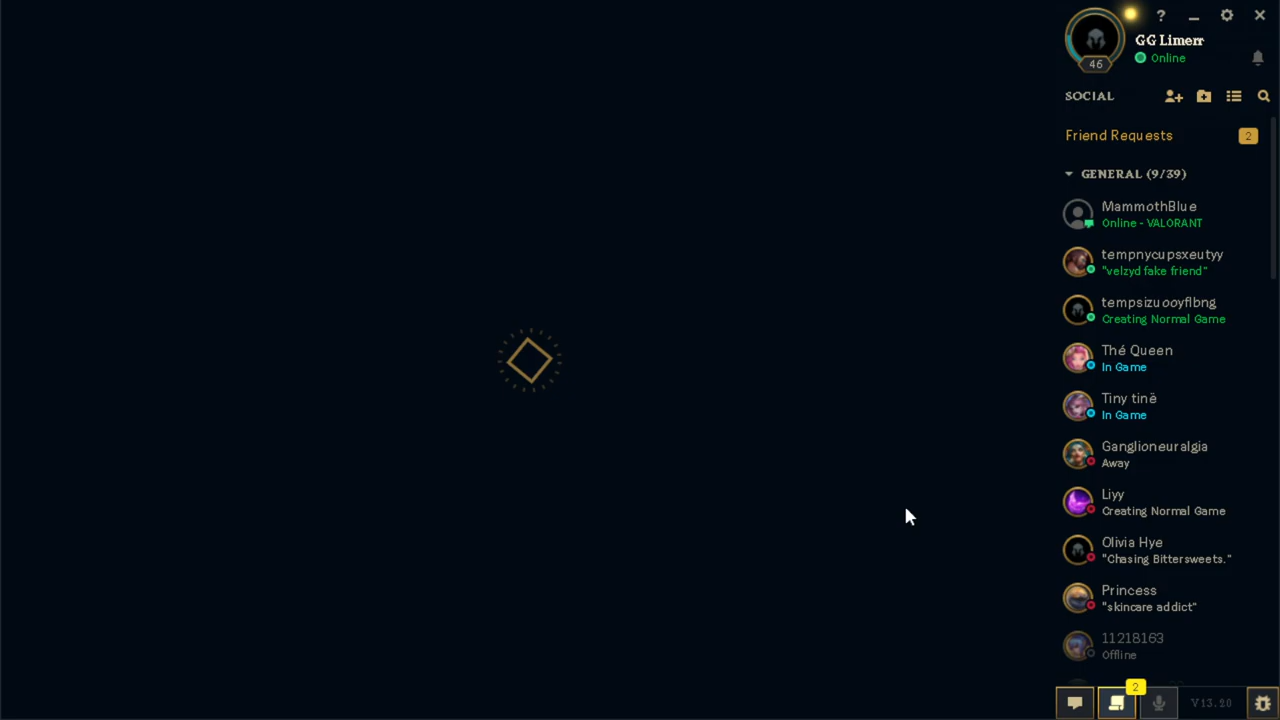 ?
GG Limerr
46
Online
SOCIAL
Friend Requests
2
GENERAL (9/39)
MammothBlue
Online - VALORANT
tempnycupsxeutyy
"velzyd fake friend"
tempsizuooyflbng
Creating Normal Game
Thé Queen
In Game
Tiny tinë
In Game
Ganglioneuralgia
Away
Liyy
Creating Normal Game
Olivia Hye
"Chasing Bittersweets."
Princess
"skincare addict"
11218163
Offline
2
V13.20